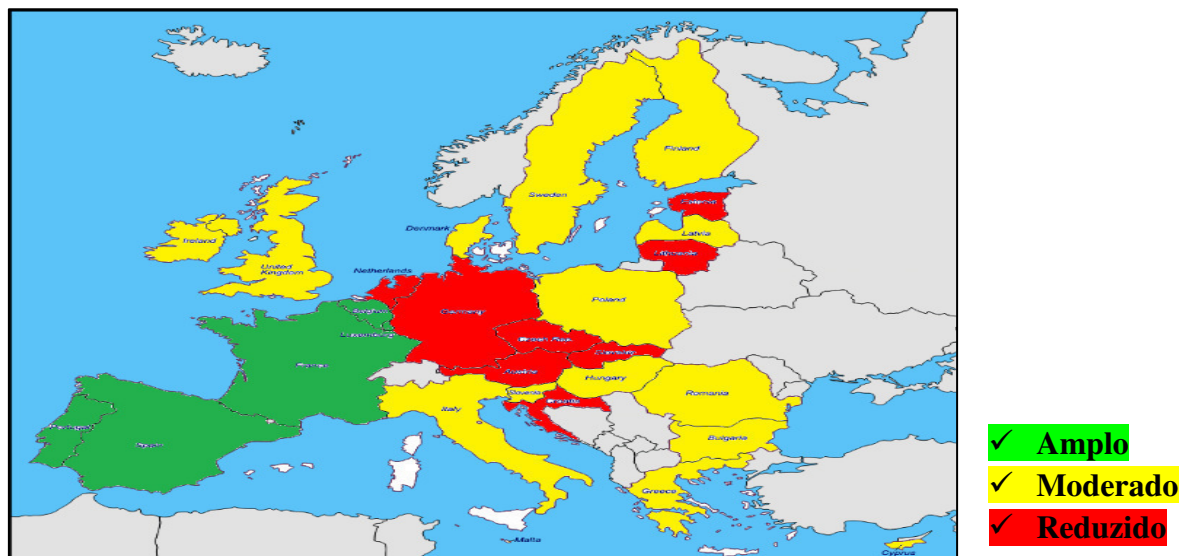 Finland
Sweden
Estonia
Denmark
Latvia
Ireland
Lithuania
United
Kingdom
Netherlands
Poland
Germany
Luxembourg
Czech Rep.
Slovakia
France
Austria
Hungary
Slovenia
Romania
Croatia
Italy
Portugal
Spain
Bulgaria
Greece
Malta
Cyprus
✓ Amplo
✓ Moderado
✓ Reduzido